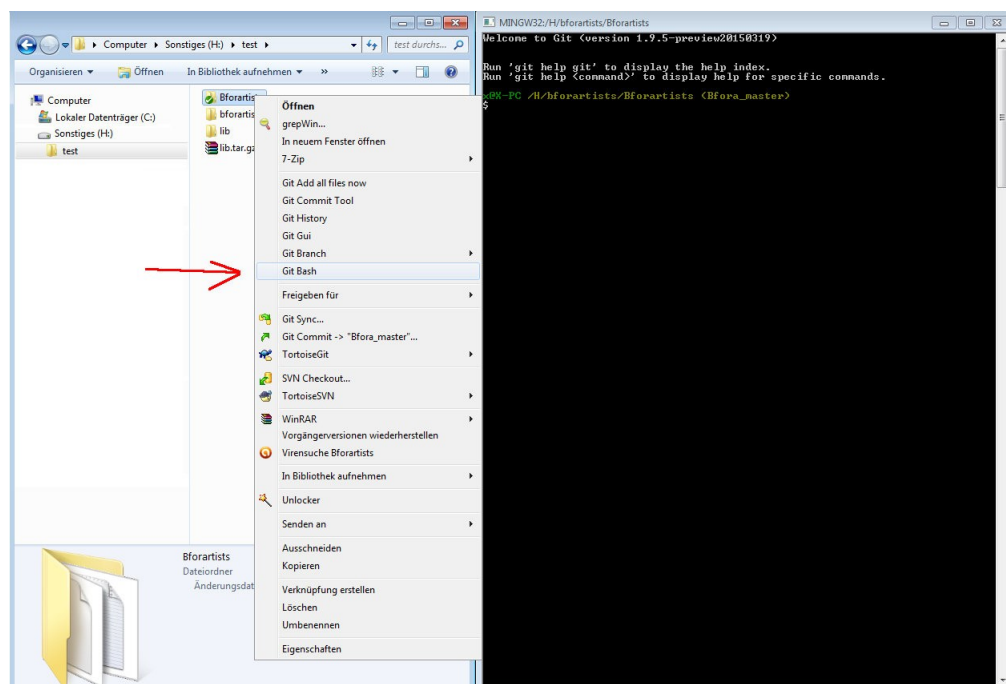 Computer ▸ Sonstiges (H:) ▸ test ▸
test durchs...
Organisieren
Öffnen
In Bibliothek aufnehmen
»
Computer
Lokaler Datenträger (C:)
Sonstiges (H:)
test
Bforartis
bforartis
lib
lib.tar.gz
Öffnen
grepWin...
In neuem Fenster öffnen
7-Zip
Git Add all files now
Git Commit Tool
Git History
Git Gui
Git Branch
Git Bash
Freigeben für
Git Sync...
Git Commit -> "Bfora_master"...
TortoiseGit
SVN Checkout...
TortoiseSVN
WinRAR
Vorgängerversionen wiederherstellen
Virensuche Bforartists
In Bibliothek aufnehmen
Unlocker
Senden an
Ausschneiden
Kopieren
Verknüpfung erstellen
Löschen
Umbenennen
Eigenschaften
Bforartists
Dateiordner
Änderungsdat
MINGW32:/H/bforartists/Bforartists
Welcome to Git (version 1.9.5-preview20150319)
Run 'git help git' to display the help index.
Run 'git help <command>' to display help for specific commands.
x@X-PC /H/bforartists/Bforartists (Bfora_master)
$